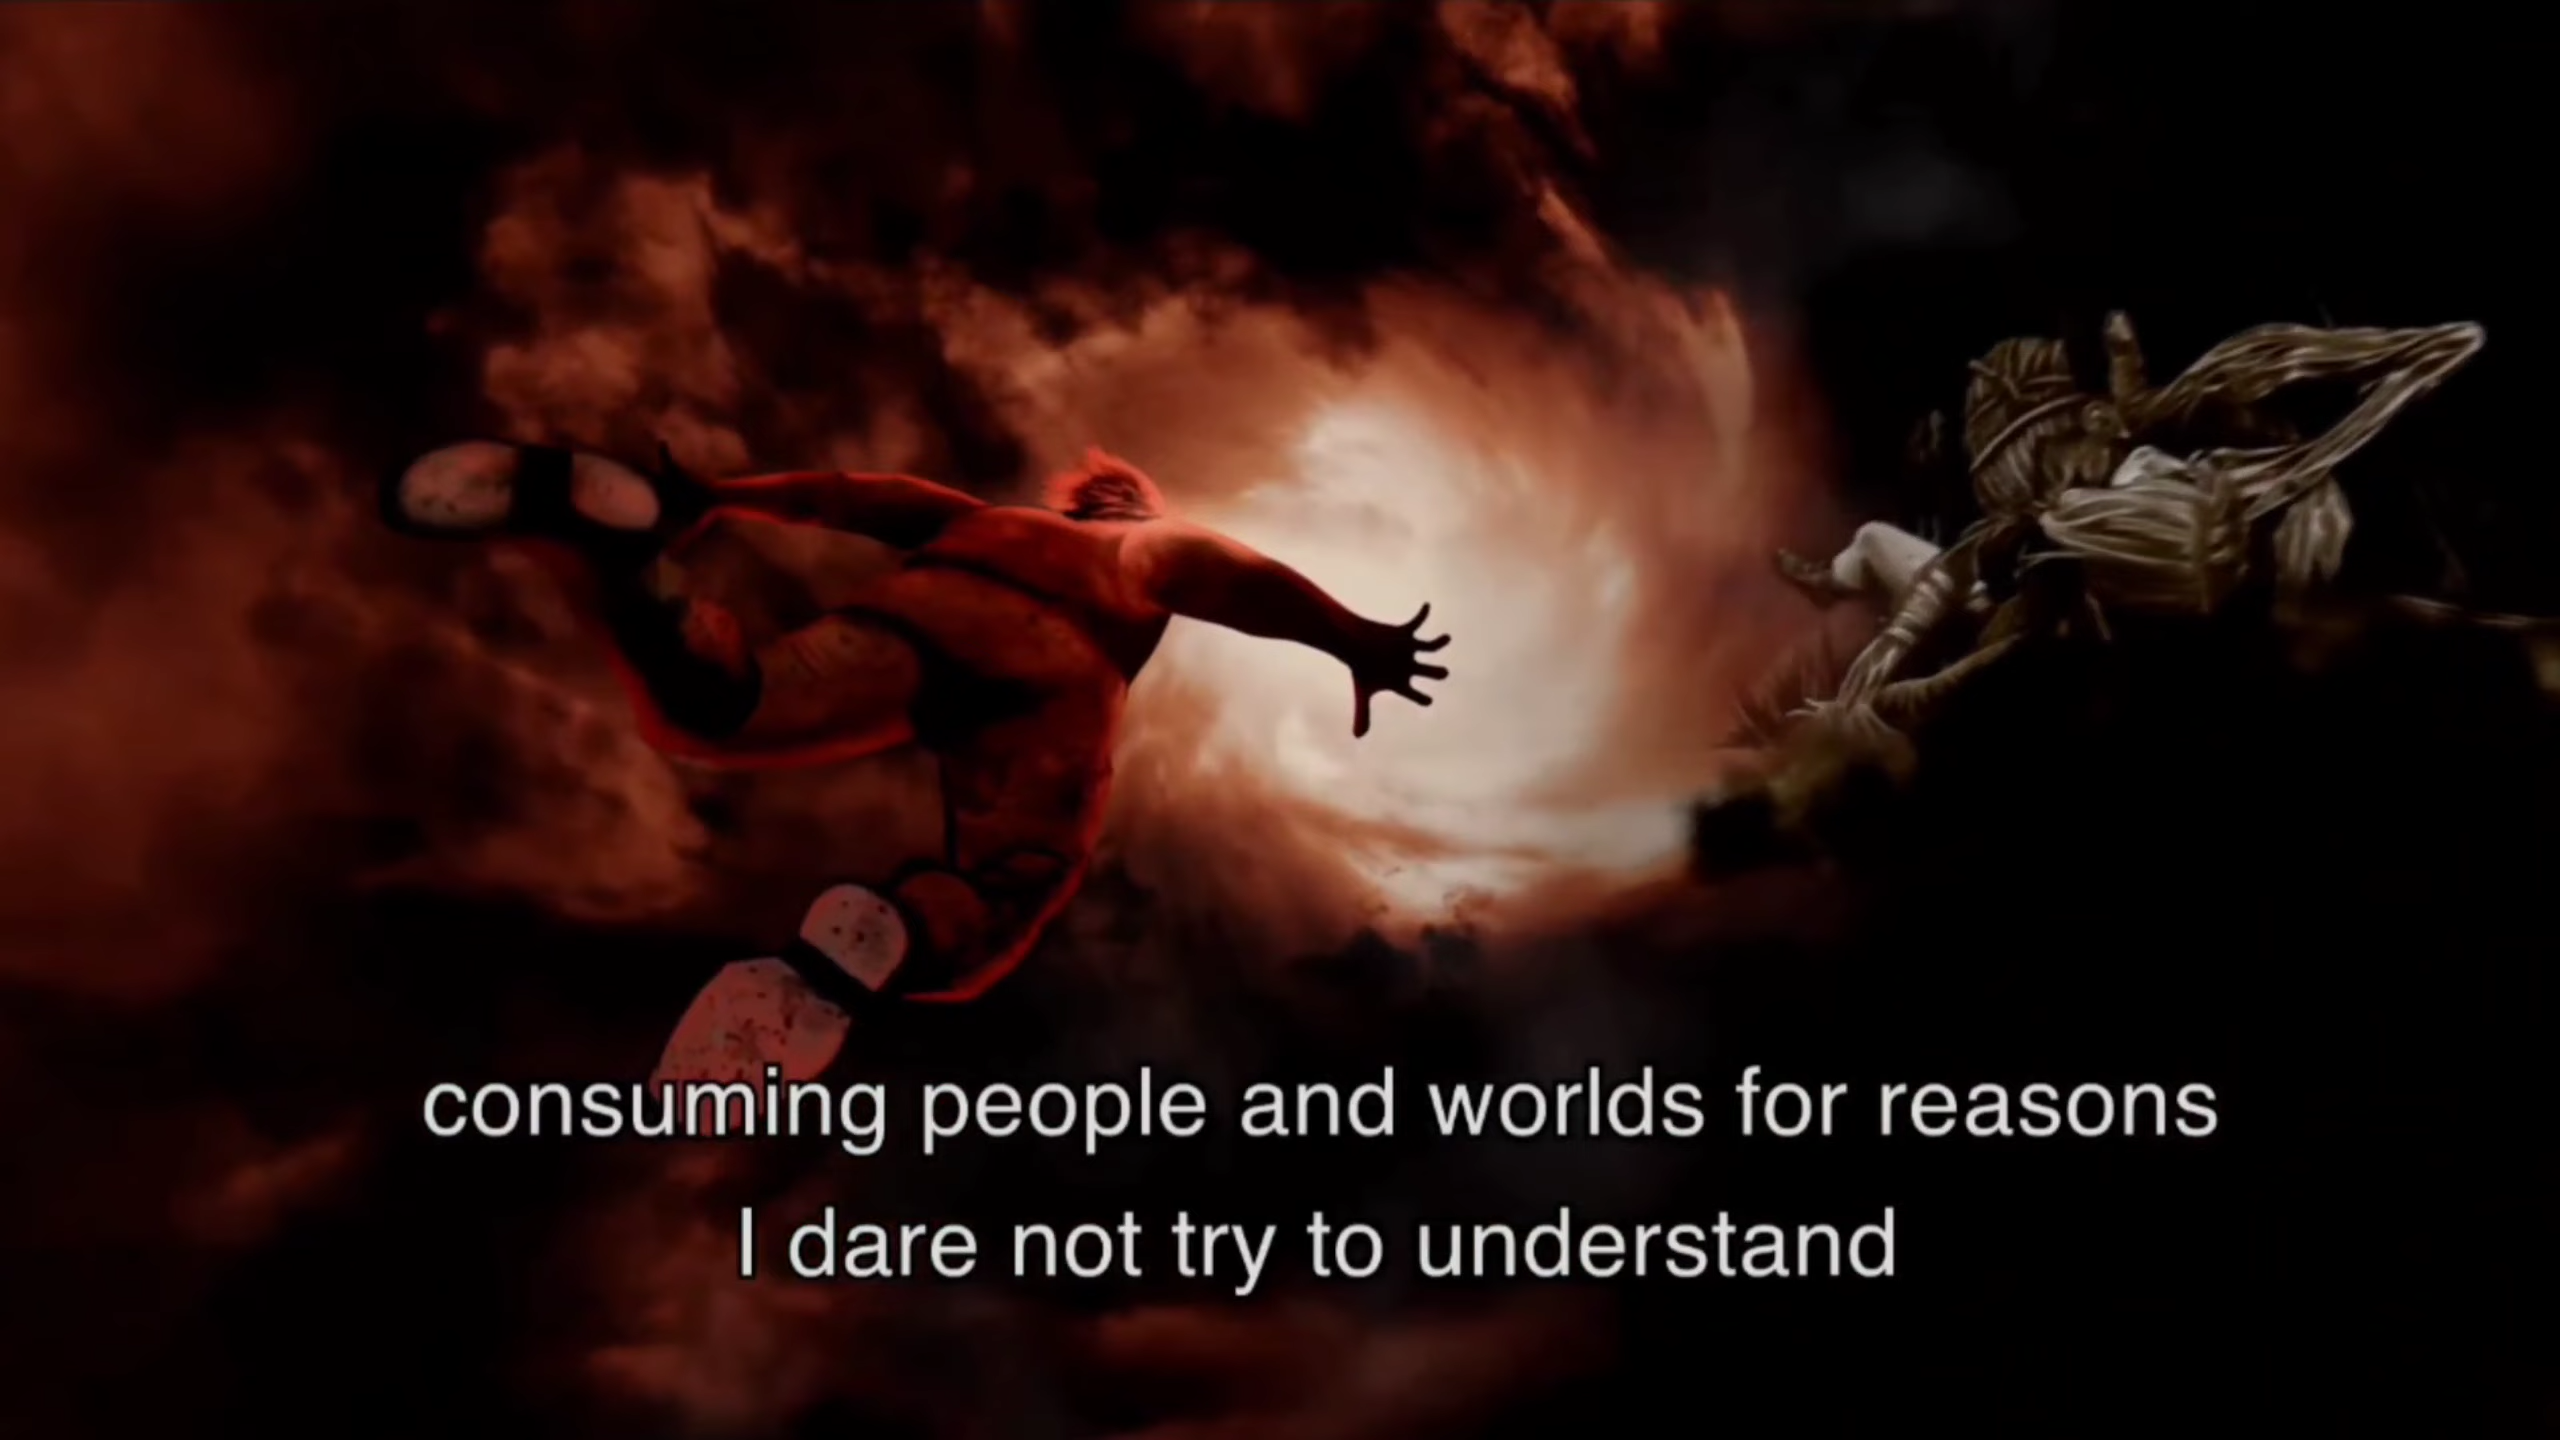 consuming people and worlds for reasons
I dare not try to understand